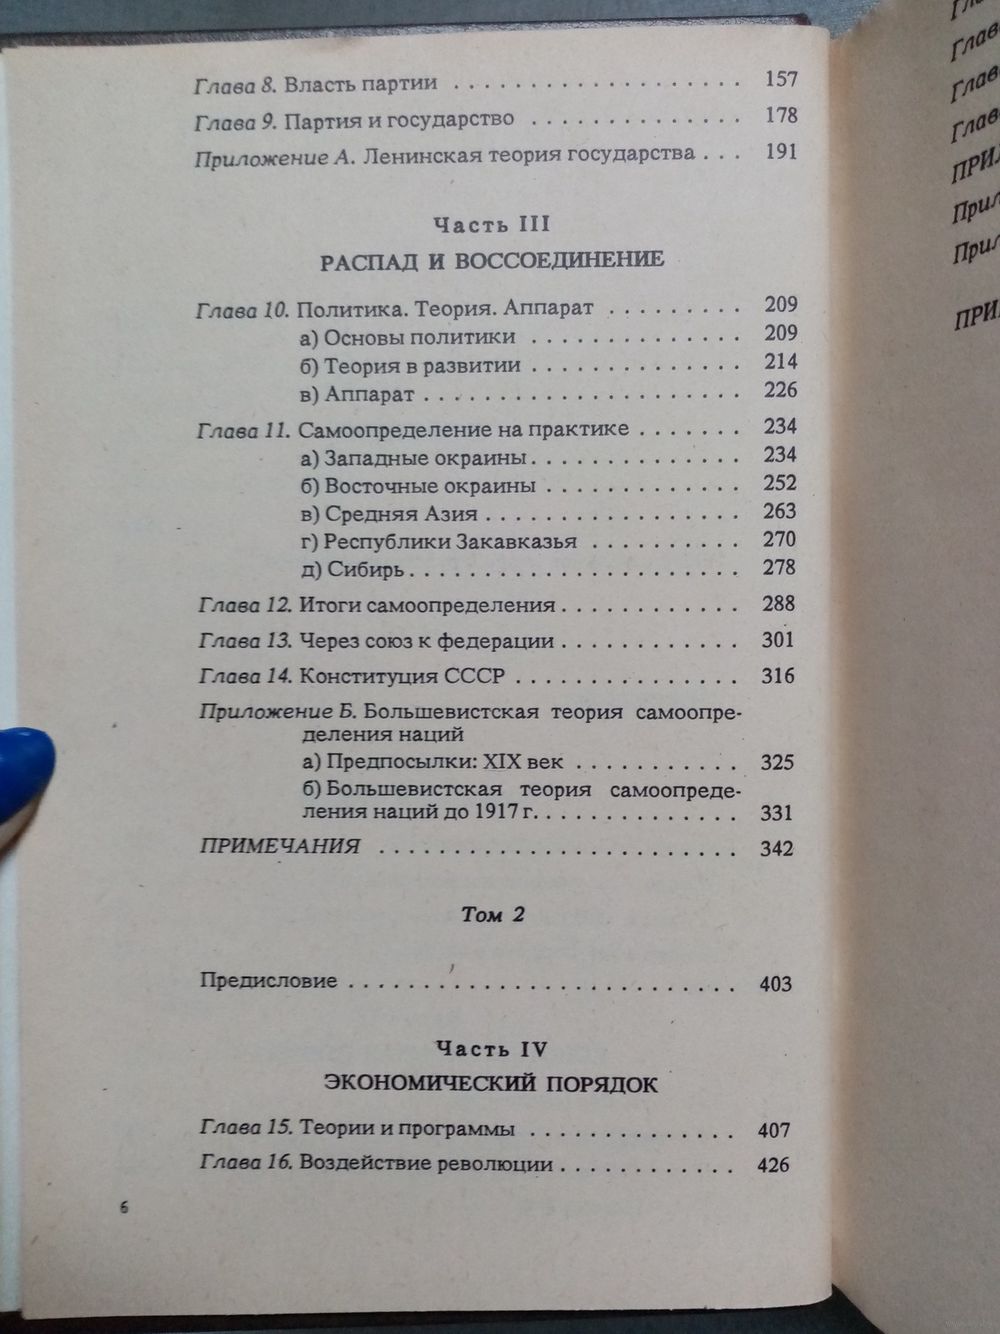 Глава 8. Власть партии . . . . . . . . . . . . . . . . . . . 157
Глава 9. Партия и государство . . . . . . . . . . . . . . 178
Приложение А. Ленинская теория государства . . . 191
Часть III
РАСПАД И ВОССОЕДИНЕНИЕ
Глава 10. Политика. Теория. Аппарат . . . . . . . . . 209
а) Основы политики . . . . . . . . . . . . . . 209
б) Теория в развитии . . . . . . . . . . . . . . 214
в) Аппарат . . . . . . . . . . . . . . . . . . . . . 226
Глава 11. Самоопределение на практике . . . . . . . 234
а) Западные окраины . . . . . . . . . . . . . . 234
б) Восточные окраины . . . . . . . . . . . . . 252
в) Средняя Азия . . . . . . . . . . . . . . . . . 263
г) Республики Закавказья . . . . . . . . . . 270
д) Сибирь . . . . . . . . . . . . . . . . . . . . . . 278
Глава 12. Итоги самоопределения . . . . . . . . . . . . 288
Глава 13. Через союз к федерации . . . . . . . . . . . . 301
Глава 14. Конституция СССР . . . . . . . . . . . . . . . 316
Приложение Б. Большевистская теория самоопре-
деления наций
а) Предпосылки: XIX век . . . . . . . . . . . 325
б) Большевистская теория самоопреде-
ления наций до 1917 г. . . . . . . . . . . . . . 331
ПРИМЕЧАНИЯ . . . . . . . . . . . . . . . . . . . . . . . . 342
Том 2
Предисловие . . . . . . . . . . . . . . . . . . . . . . . . . . 403
Часть IV
ЭКОНОМИЧЕСКИЙ ПОРЯДОК
Глава 15. Теории и программы . . . . . . . . . . . . . . 407
Глава 16. Воздействие революции . . . . . . . . . . . . 426
6